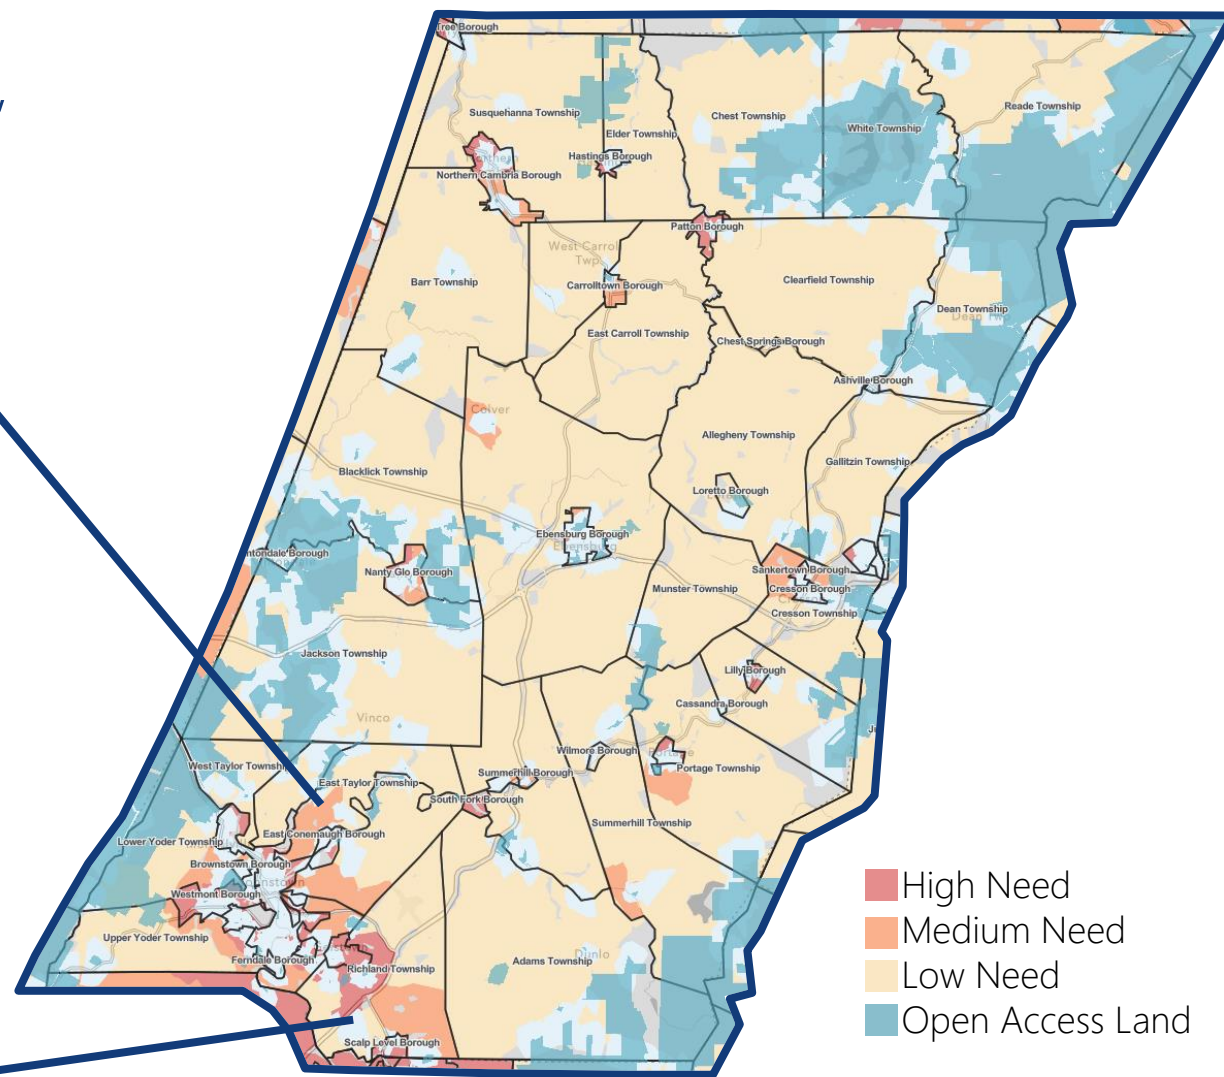 Tree Borough
Susquehanna Township
Elder Township
Chest Township
White Township
Reade Township
Hastings Borough
Northern Cambria Borough
Patton Borough
West Carroll
Twp.
Barr Township
Carrolltown Borough
Clearfield Township
Dean Township
East Carroll Township
Chest Springs Borough
Ashville Borough
Colver
Allegheny Township
Gallitzin Township
Blacklick Township
Loretto Borough
Ebensburg Borough
Ebensburg
ntondale Borough
Nanty Glo Borough
Sankertown Borough
Munster Township
Cresson Borough
Cresson Township
Jackson Township
Lilly Borough
Cassandra Borough
Vinco
Wilmore Borough
Portage
Portage Township
West Taylor Township
East Taylor Township
Summerhill Borough
South Fork Borough
Summerhill Township
East Conemaugh Borough
Lower Yoder Township
Brownstown Borough
Westmont Borough
Upper Yoder Township
Ferndale Borough
Richland Township
Dunlo
Adams Township
Scalp Level Borough
High Need
Medium Need
Low Need
Open Access Land